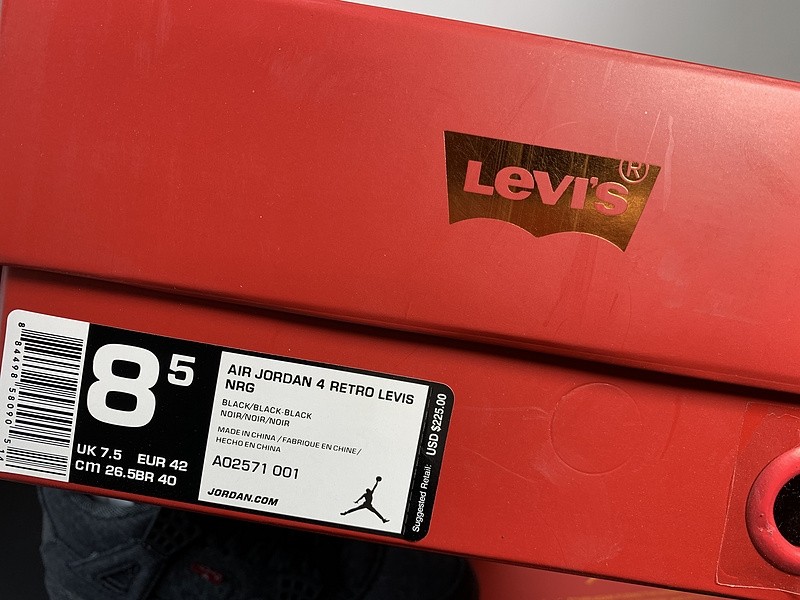 Levi's®
8 5
UK 7.5 EUR 42
cm 26.5BR 40
AIR JORDAN 4 RETRO LEVIS
NRG
BLACK/BLACK-BLACK
NOIR/NOIR/NOIR
MADE IN CHINA / FABRIQUE EN CHINE/
HECHO EN CHINA
AO2571 001
JORDAN.COM
Suggested Retail: USD $225.00